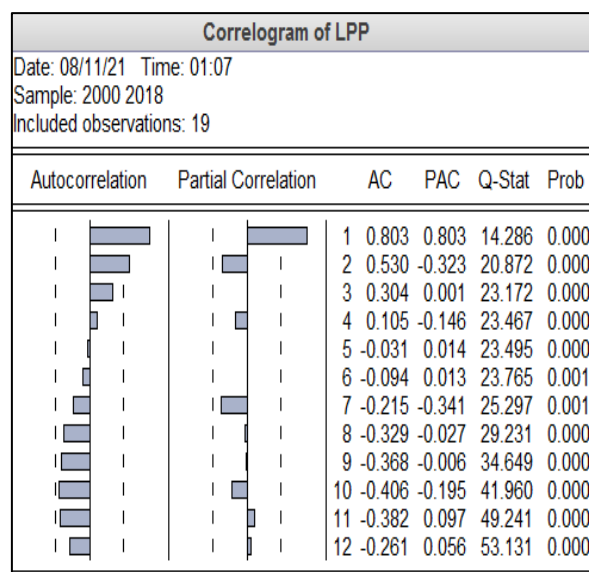 Correlogram of LPP
Date: 08/11/21 Time: 01:07
Sample: 2000 2018
Included observations: 19
Autocorrelation Partial Correlation AC PAC Q-Stat Prob
1 0.803 0.803 14.286 0.000
2 0.530 -0.323 20.872 0.000
3 0.304 0.001 23.172 0.000
4 0.105 -0.146 23.467 0.000
5 -0.031 0.014 23.495 0.000
6 -0.094 0.013 23.765 0.001
7 -0.215 -0.341 25.297 0.001
8 -0.329 -0.027 29.231 0.000
9 -0.368 -0.006 34.649 0.000
10 -0.406 -0.195 41.960 0.000
11 -0.382 0.097 49.241 0.000
12 -0.261 0.056 53.131 0.000